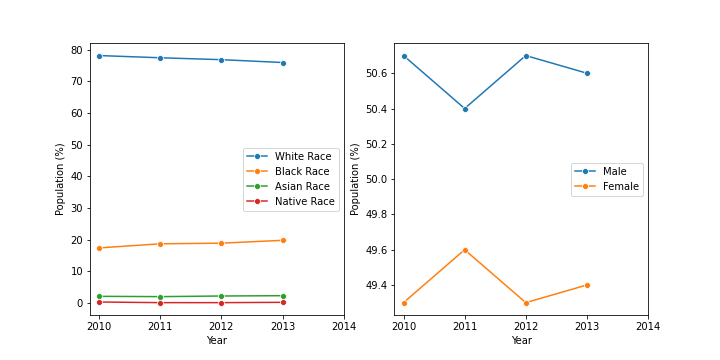 80
70
60
50
40
30
20
10
0
Population (%)
2010 2011 2012 2013 2014
Year
White Race
Black Race
Asian Race
Native Race
50.6
50.4
50.2
50.0
49.8
49.6
49.4
Population (%)
2010 2011 2012 2013 2014
Year
Male
Female